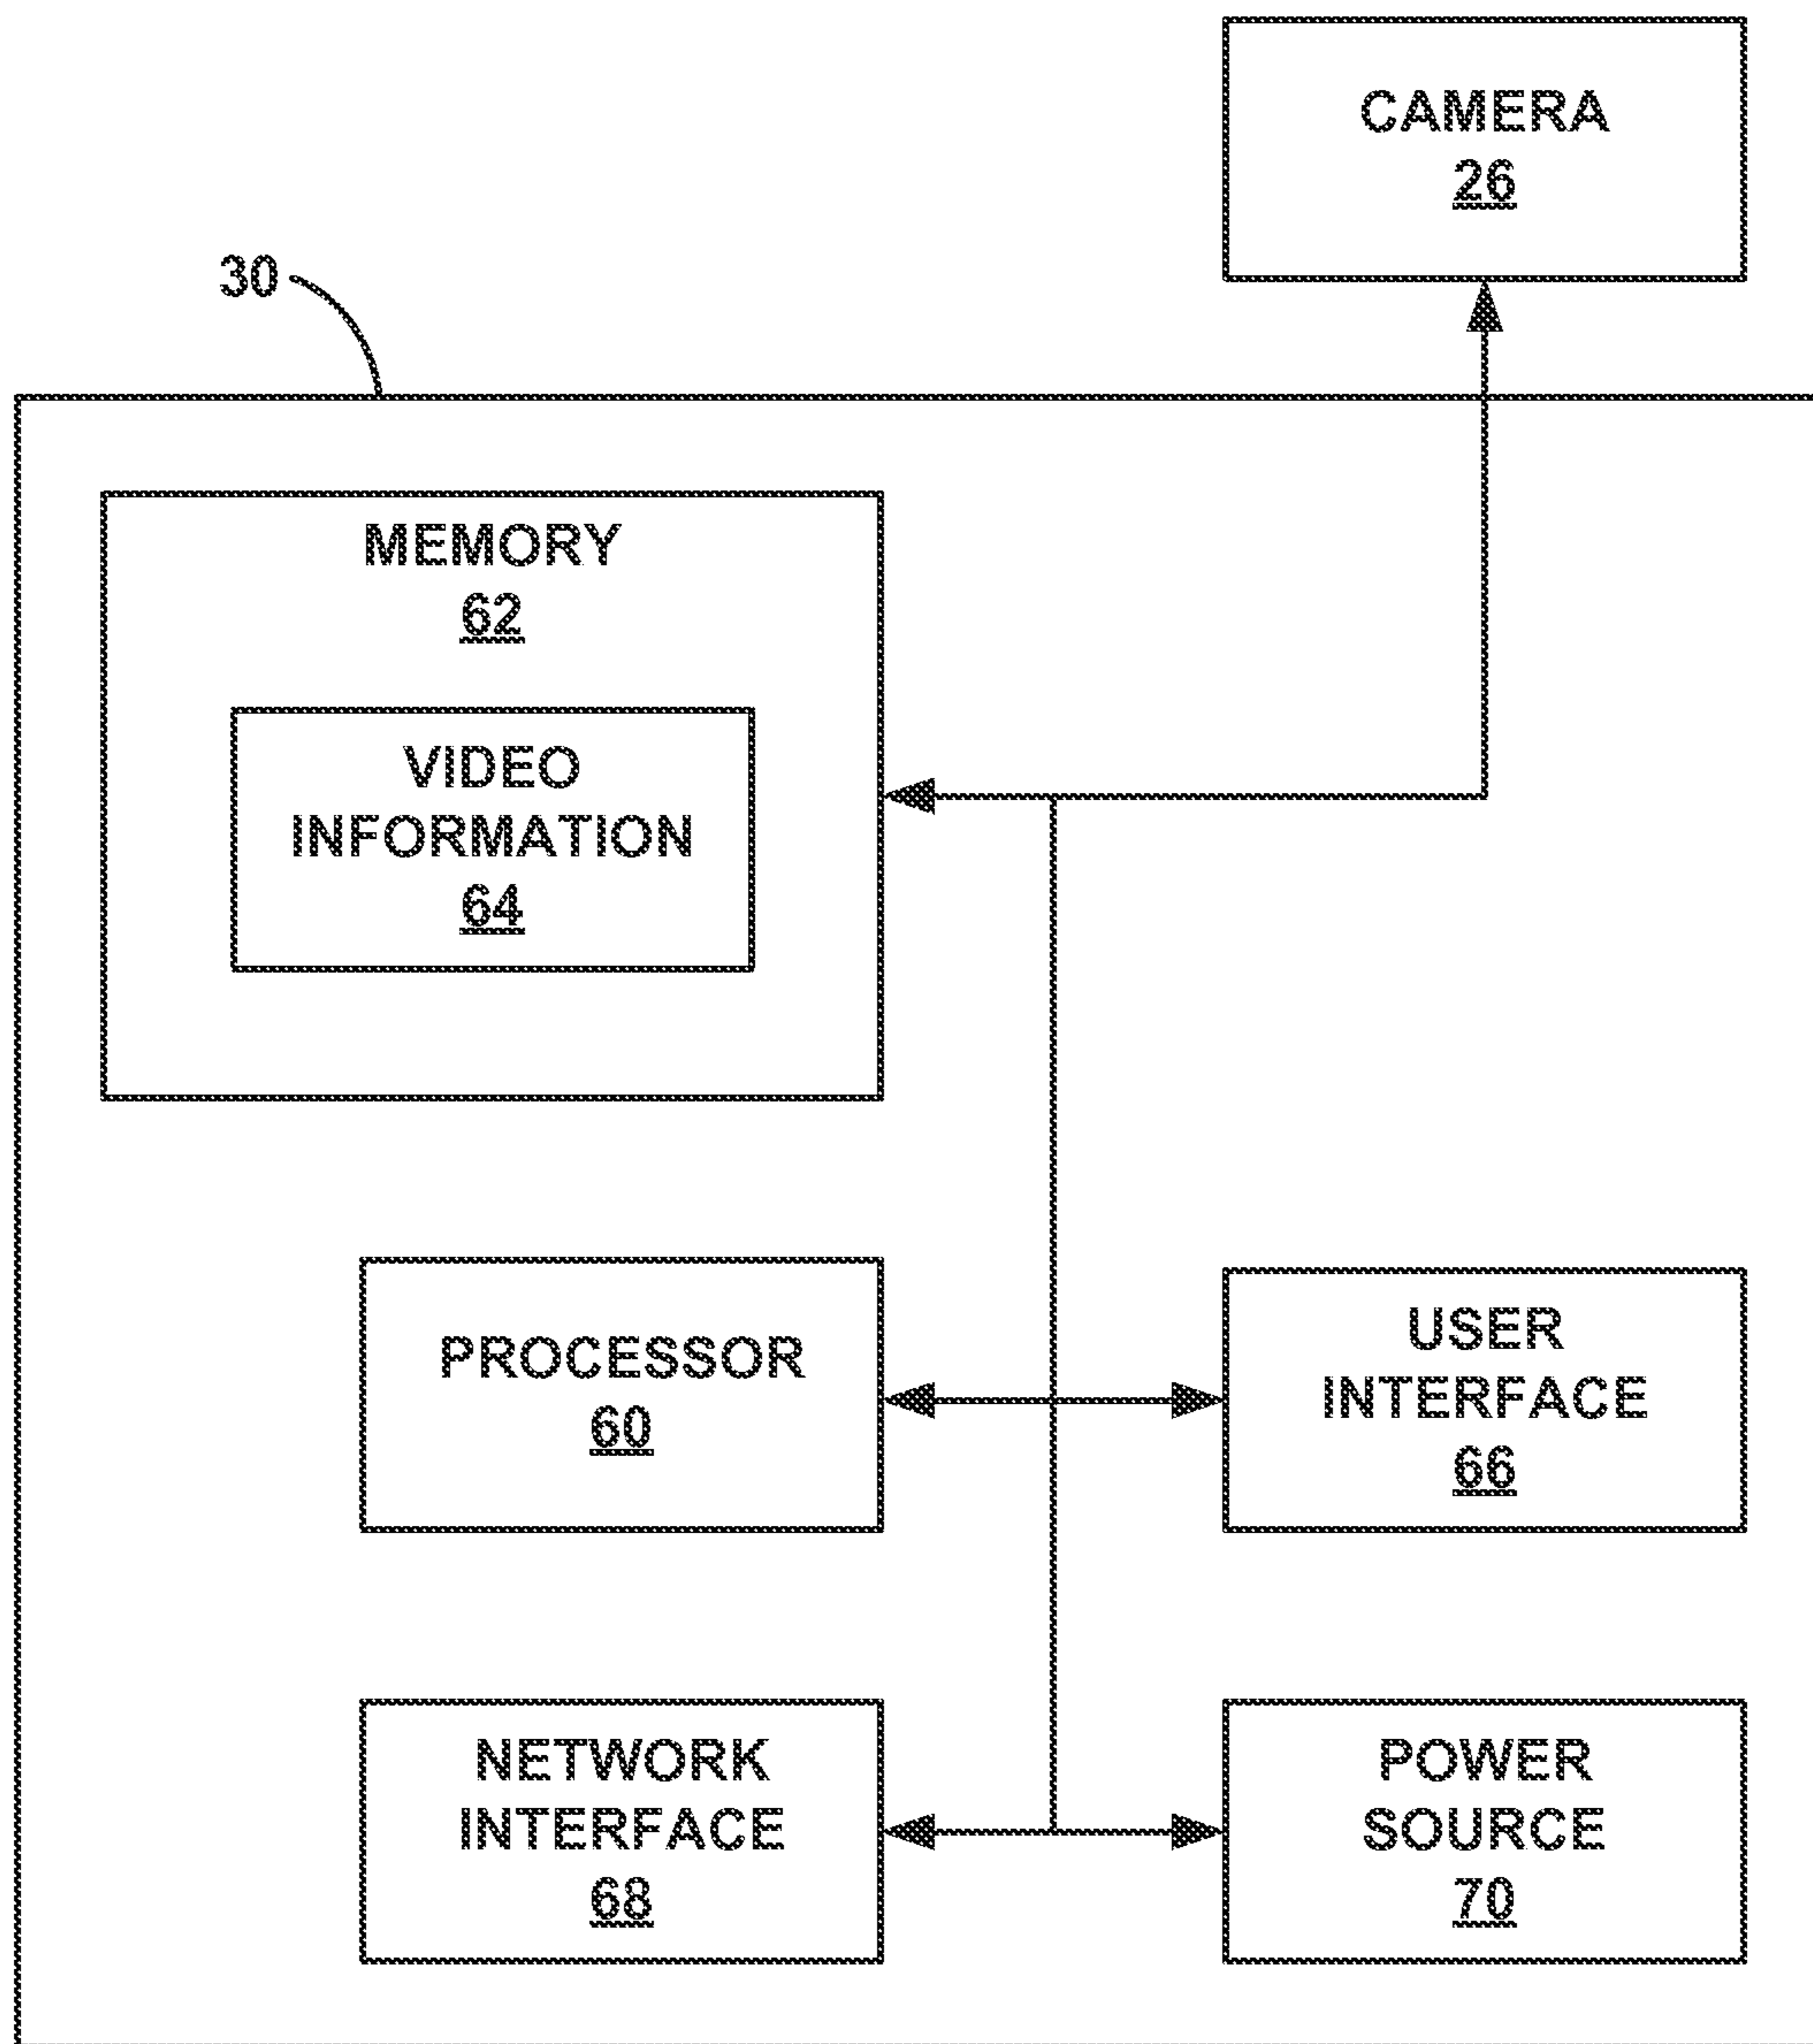 CAMERA
26
30
MEMORY
62
VIDEO
INFORMATION
64
PROCESSOR
60
USER
INTERFACE
66
NETWORK
INTERFACE
68
POWER
SOURCE
70